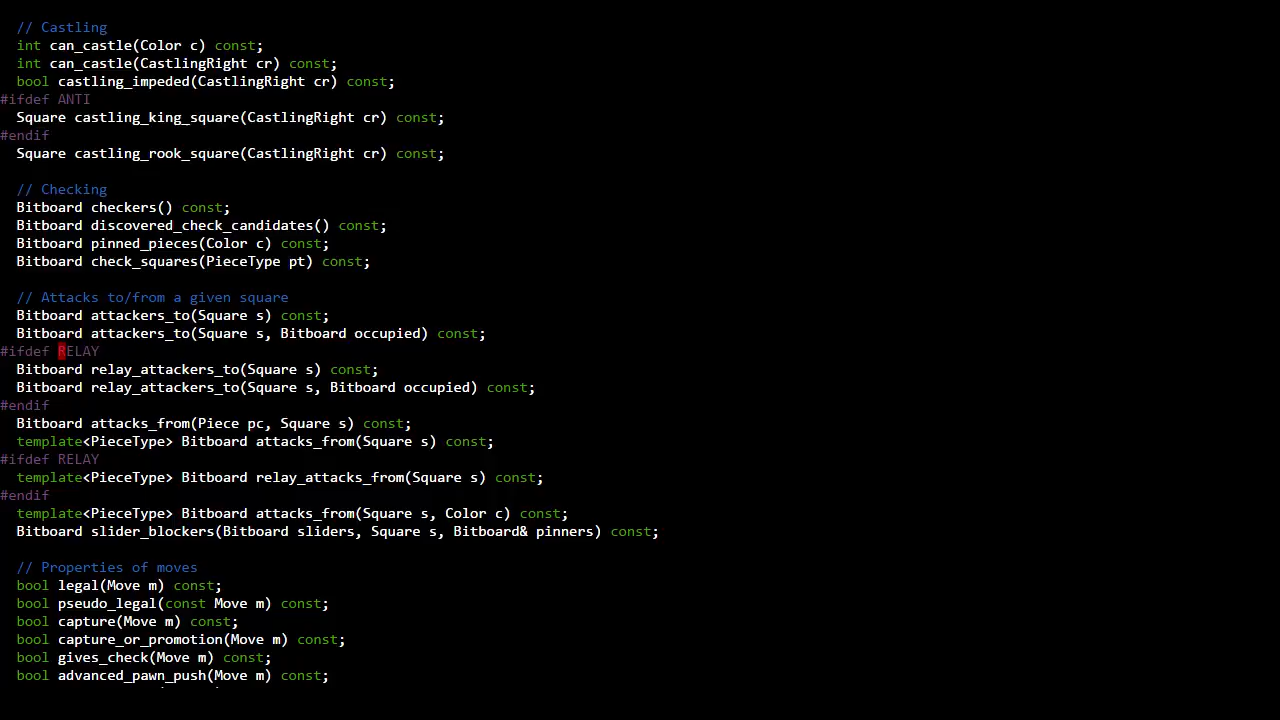 // Castling
int can_castle(Color c) const;
int can_castle(CastlingRight cr) const;
bool castling_impeded(CastlingRight cr) const;
#ifdef ANTI
Square castling_king_square(CastlingRight cr) const;
#endif
Square castling_rook_square(CastlingRight cr) const;
// Checking
Bitboard checkers() const;
Bitboard discovered_check_candidates() const;
Bitboard pinned_pieces(Color c) const;
Bitboard check_squares(PieceType pt) const;
// Attacks to/from a given square
Bitboard attackers_to(Square s) const;
Bitboard attackers_to(Square s, Bitboard occupied) const;
#ifdef RELAY
Bitboard relay_attackers_to(Square s) const;
Bitboard relay_attackers_to(Square s, Bitboard occupied) const;
#endif
Bitboard attacks_from(Piece pc, Square s) const;
template<PieceType> Bitboard attacks_from(Square s) const;
#ifdef RELAY
template<PieceType> Bitboard relay_attacks_from(Square s) const;
#endif
template<PieceType> Bitboard attacks_from(Square s, Color c) const;
Bitboard slider_blockers(Bitboard sliders, Square s, Bitboard& pinners) const;
// Properties of moves
bool legal(Move m) const;
bool pseudo_legal(const Move m) const;
bool capture(Move m) const;
bool capture_or_promotion(Move m) const;
bool gives_check(Move m) const;
bool advanced_pawn_push(Move m) const;